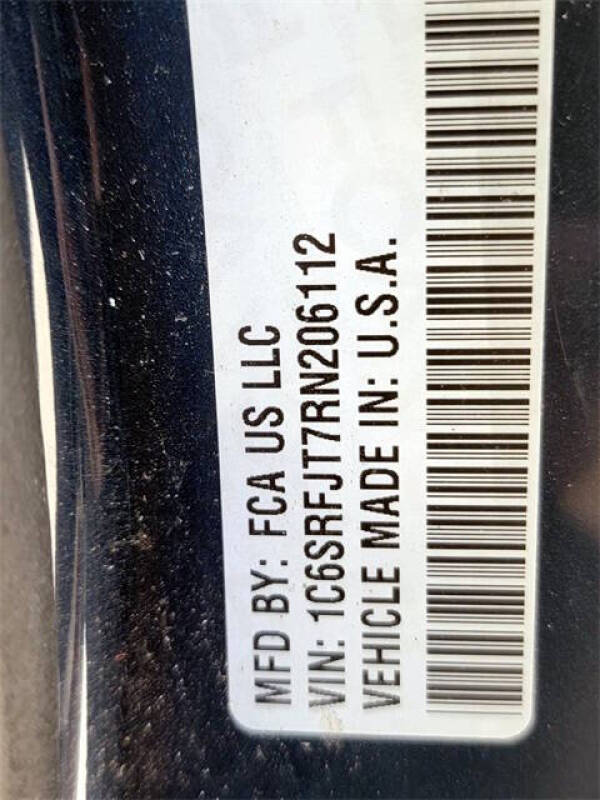 MFD BY: FCA US LLC
VIN: 1C6SRFJT7RN206112
VEHICLE MADE IN: U.S.A.